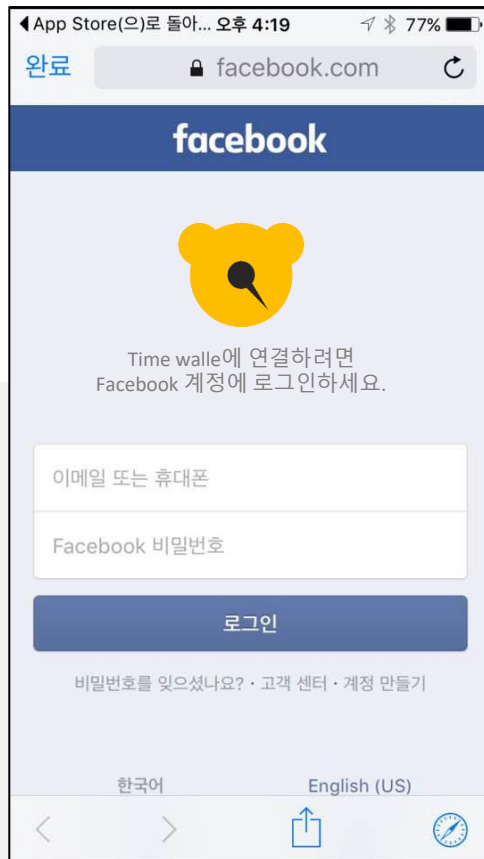 App Store(으)로 돌아... 오후 4:19 77%
완료 facebook.com
facebook
Time walle에 연결하려면
Facebook 계정에 로그인하세요.
이메일 또는 휴대폰
Facebook 비밀번호
로그인
비밀번호를 잊으셨나요? · 고객 센터 · 계정 만들기
한국어 English (US)